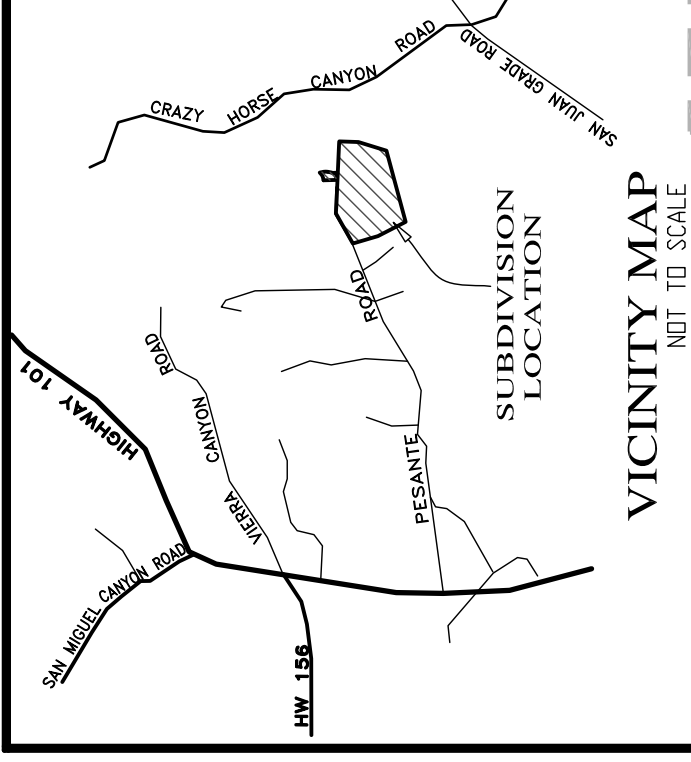 CRAZY HORSE CANYON ROAD
SAN JUAN GRADE ROAD
HIGHWAY 101
VIERRA CANYON ROAD
SAN MIGUEL CANYON ROAD
HW 156
PESANTE ROAD
SUBDIVISION
LOCATION
VICINITY MAP
NOT TO SCALE